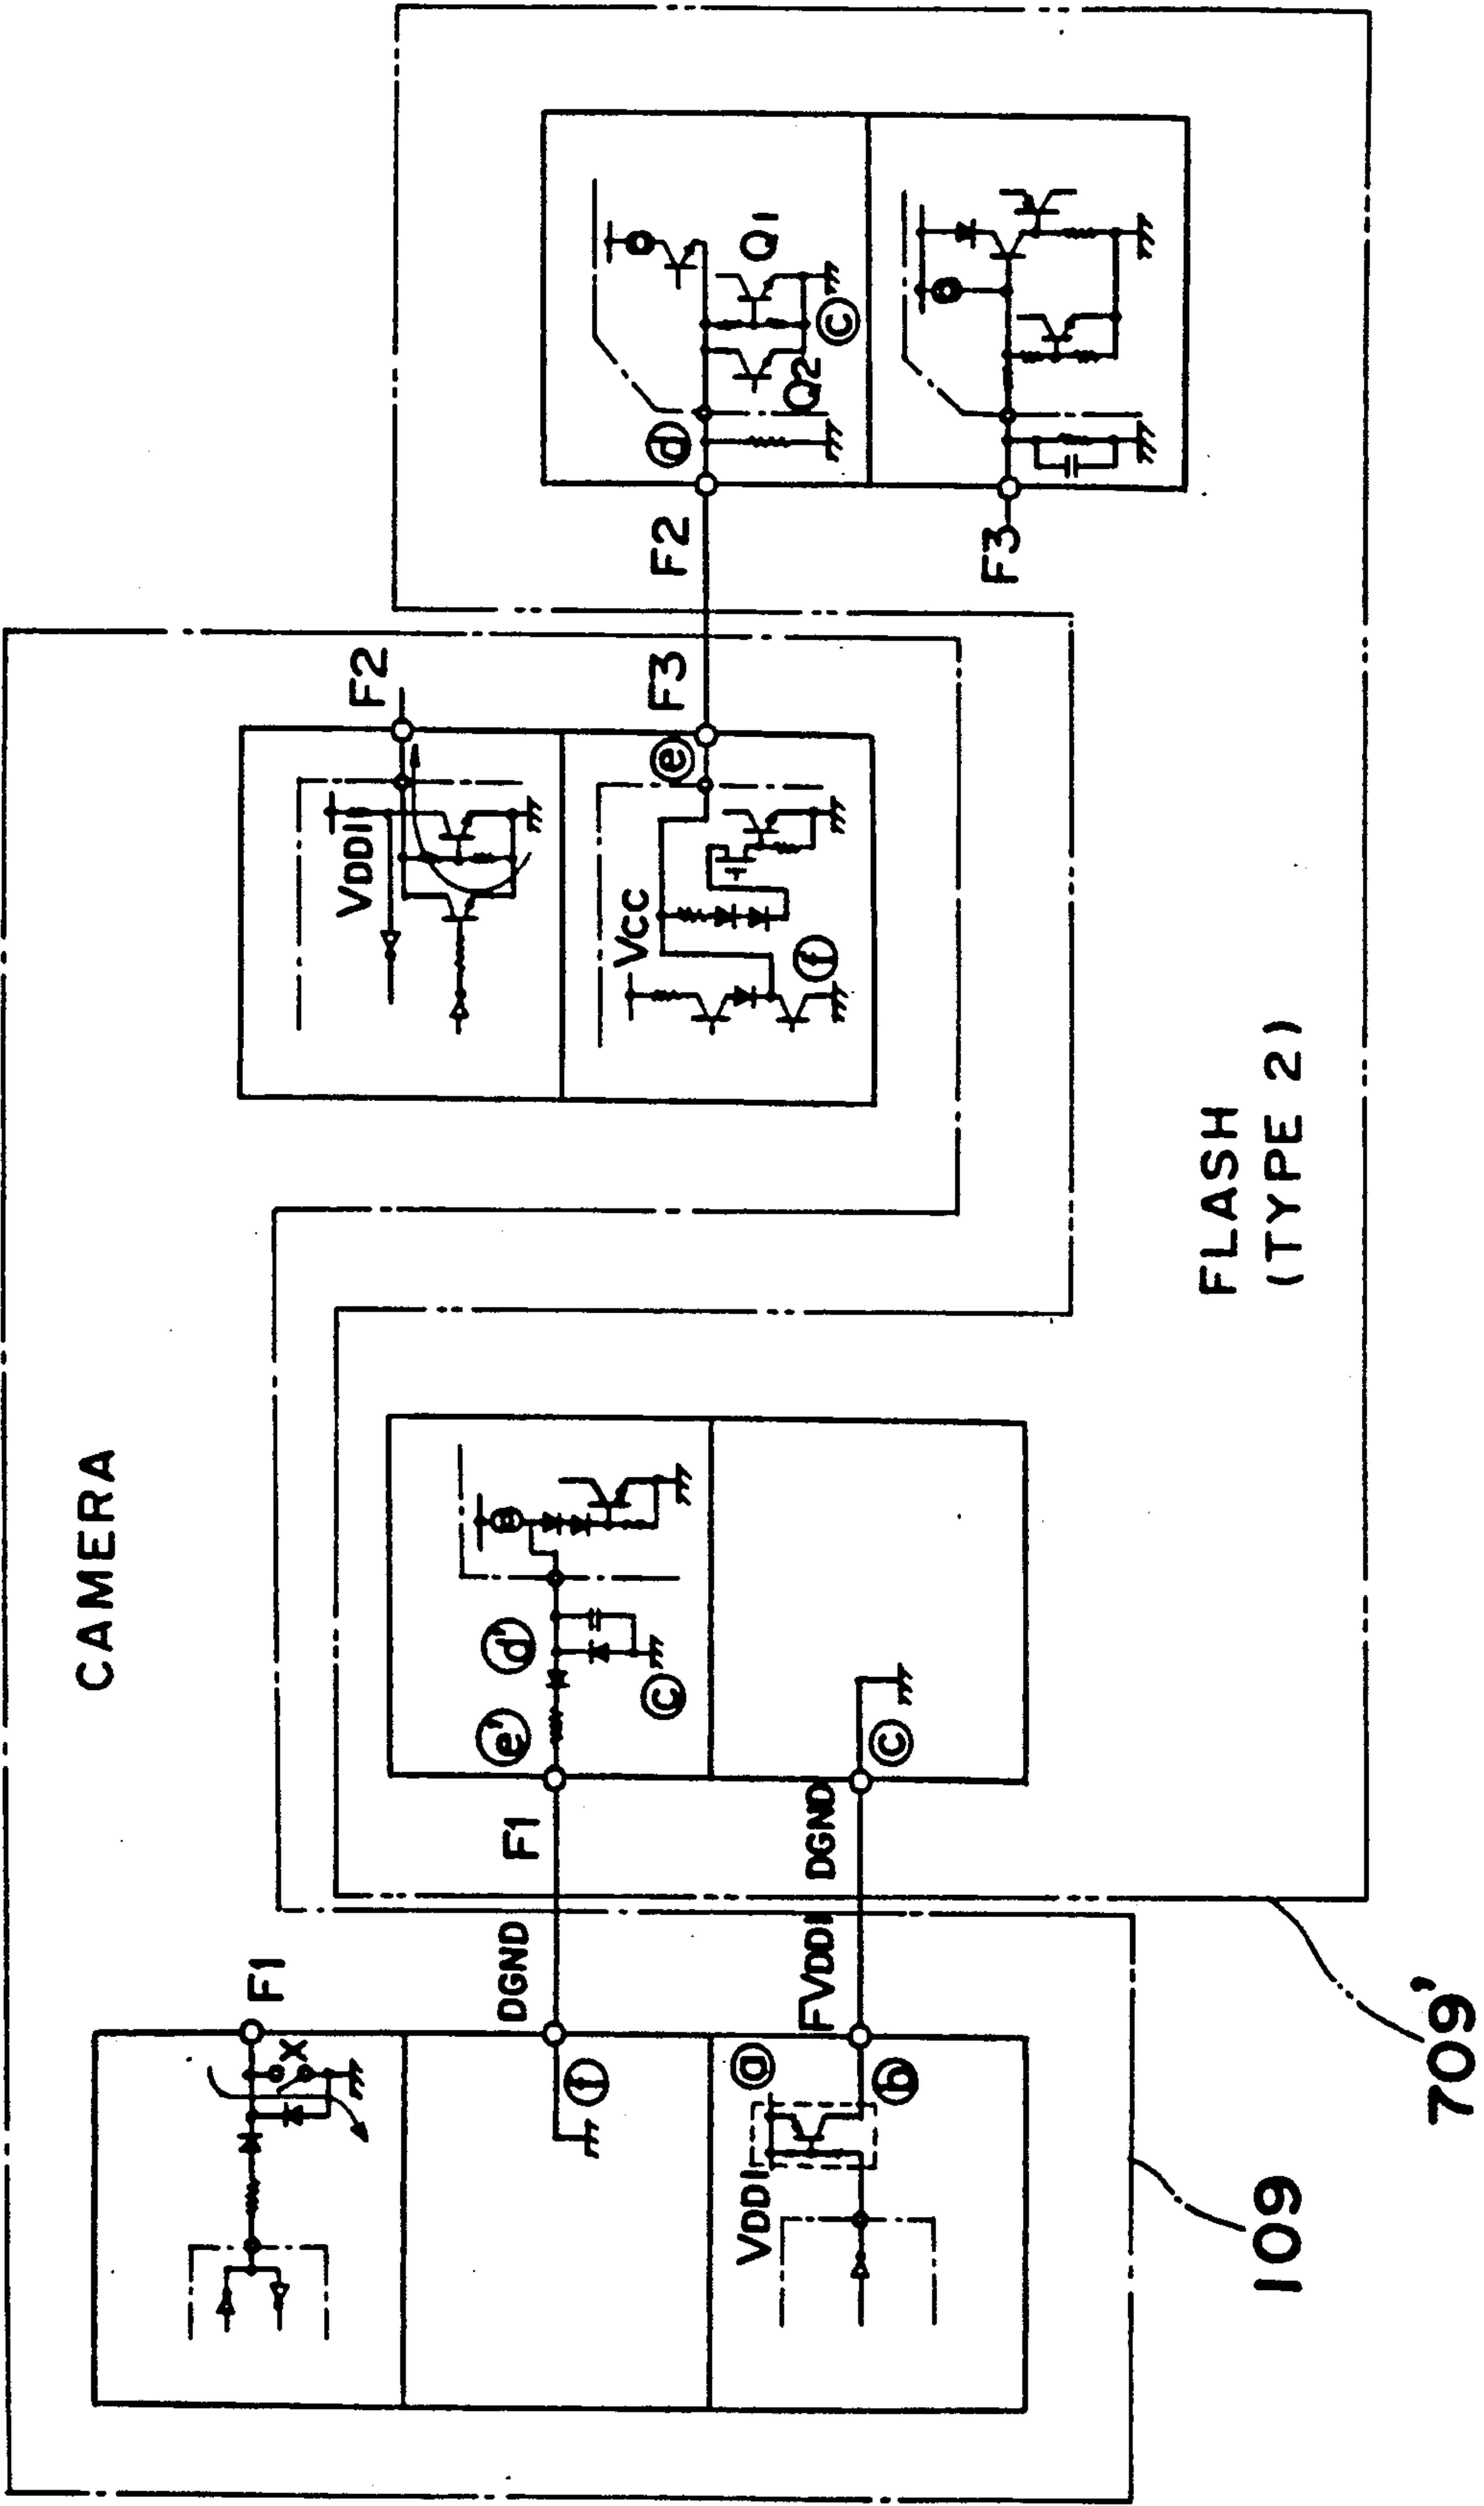 CAMERA
F1
X
DGND
ⓕ
FVDD1
ⓐ
VDD1
ⓑ
F1
ⓔ'
ⓓ'
ⓒ
DGND
ⓒ
F2
VDD1
F3
ⓔ
VCC
ⓕ
F2
ⓓ
Q1
Q2
ⓒ
F3
FLASH
(TYPE 2)
109
709'